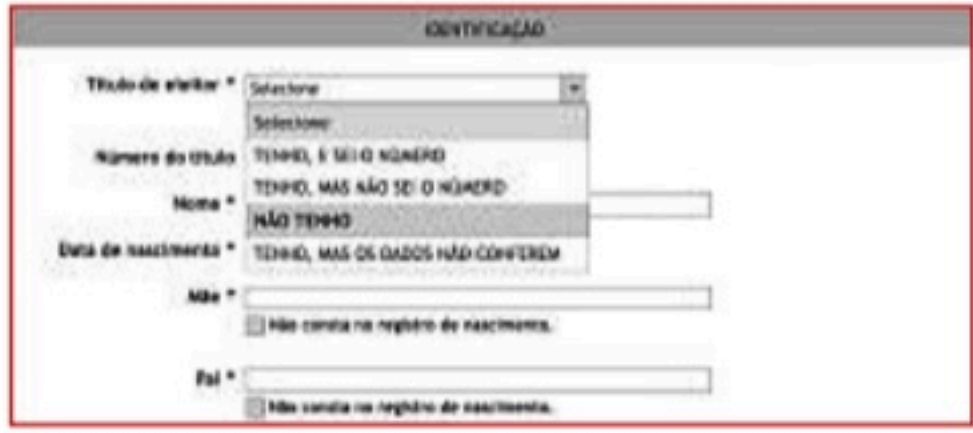 IDENTIFICAÇÃO
Título de eleitor * Selecione
Selecione
TENHO, E SEI O NÚMERO
Número do título
TENHO, MAS NÃO SEI O NÚMERO
Nome *
NÃO TENHO
Data de nascimento *
TENHO, MAS OS DADOS NÃO CONFEREM
Mãe *
Não consta no registro de nascimento.
Pai *
Não consta no registro de nascimento.